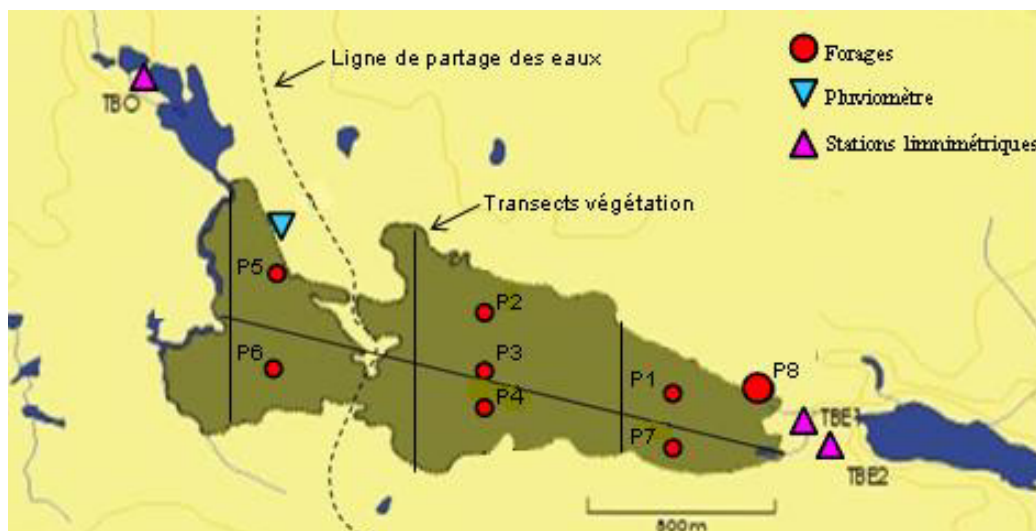 Ligne de partage des eaux
Forages
Pluviomètre
Stations limnimétriques
TBO
Transects végétation
P5
P2
P6
P3
P4
P1
P8
P7
TBE1
TBE2